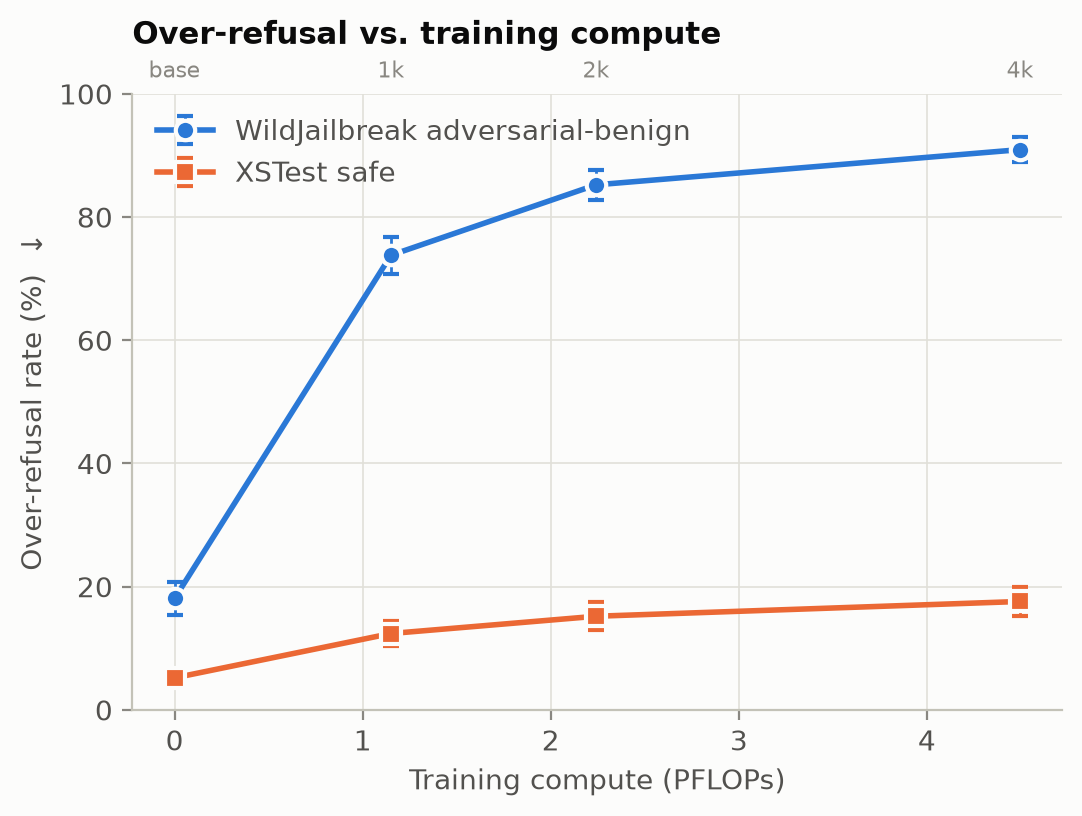 Over-refusal vs. training compute
base 1k 2k 4k
WildJailbreak adversarial-benign
XSTest safe
Over-refusal rate (%) ↓
100
80
60
40
20
0
0 1 2 3 4
Training compute (PFLOPs)